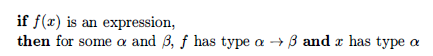 if f(x) is an expression,
then for some α and β, f has type α → β and x has type α